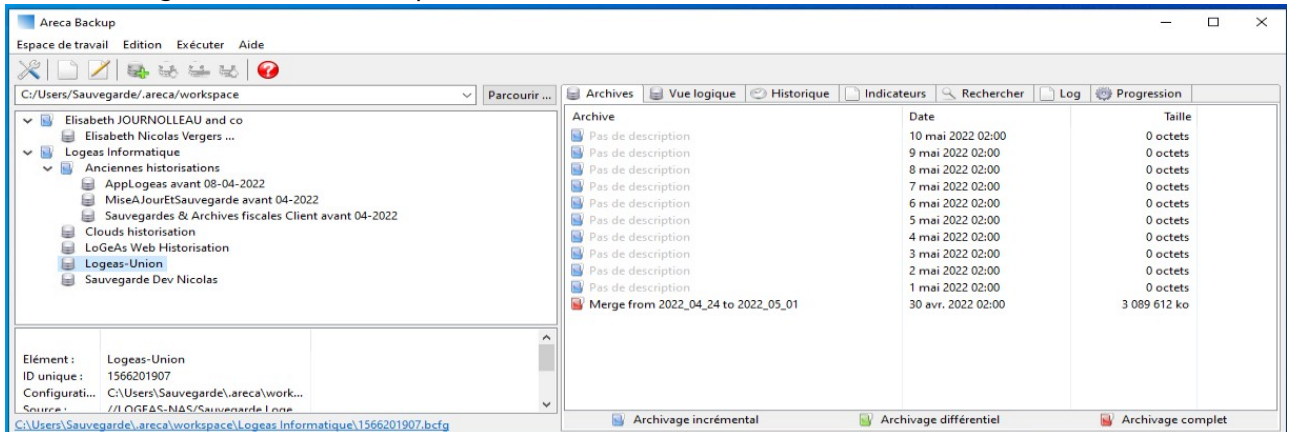 Areca Backup
Espace de travail Edition Exécuter Aide
C:/Users/Sauvegarde/.areca/workspace Parcourir ...
Elisabeth JOURNOLLEAU and co
Elisabeth Nicolas Vergers ...
Logeas Informatique
Anciennes historisations
AppLogeas avant 08-04-2022
MiseAJourEtSauvegarde avant 04-2022
Sauvegardes & Archives fiscales Client avant 04-2022
Clouds historisation
LoGeAs Web Historisation
Logeas-Union
Sauvegarde Dev Nicolas
Elément : Logeas-Union
ID unique : 1566201907
Configurati... C:\Users\Sauvegarde\.areca\work...
Source : //LOGEAS-NAS/Sauvegarde Loge
C:\Users\Sauvegarde\.areca\workspace\Logeas Informatique\1566201907.bcfg
Archives Vue logique Historique Indicateurs Rechercher Log Progression
Archive Date Taille
Pas de description 10 mai 2022 02:00 0 octets
Pas de description 9 mai 2022 02:00 0 octets
Pas de description 8 mai 2022 02:00 0 octets
Pas de description 7 mai 2022 02:00 0 octets
Pas de description 6 mai 2022 02:00 0 octets
Pas de description 5 mai 2022 02:00 0 octets
Pas de description 4 mai 2022 02:00 0 octets
Pas de description 3 mai 2022 02:00 0 octets
Pas de description 2 mai 2022 02:00 0 octets
Pas de description 1 mai 2022 02:00 0 octets
Merge from 2022_04_24 to 2022_05_01 30 avr. 2022 02:00 3 089 612 ko
Archivage incrémental Archivage différentiel Archivage complet